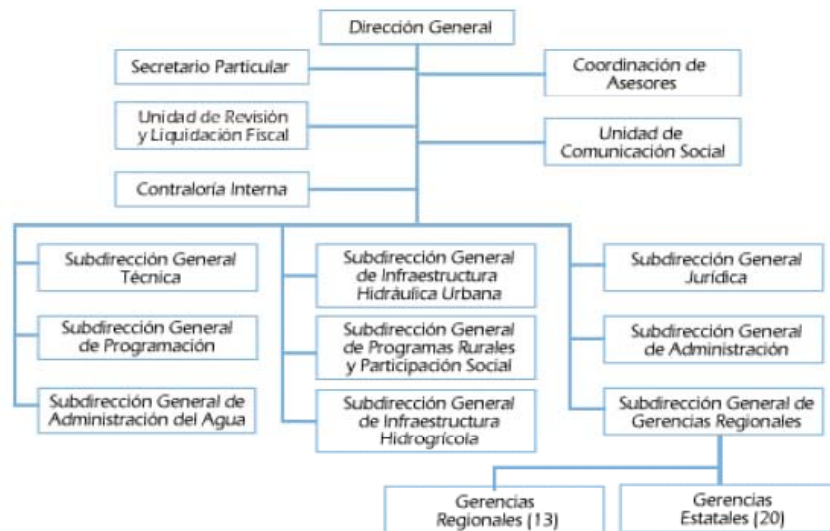 Dirección General
Secretario Particular
Coordinación de
Asesores
Unidad de Revisión
y Liquidación Fiscal
Unidad de
Comunicación Social
Contraloría Interna
Subdirección General
Técnica
Subdirección General
de Infraestructura
Hidráulica Urbana
Subdirección General
Jurídica
Subdirección General
de Programación
Subdirección General
de Programas Rurales
y Participación Social
Subdirección General
de Administración
Subdirección General de
Administración del Agua
Subdirección General
de Infraestructura
Hidrogrícola
Subdirección General de
Gerencias Regionales
Gerencias
Regionales (13)
Gerencias
Estatales (20)